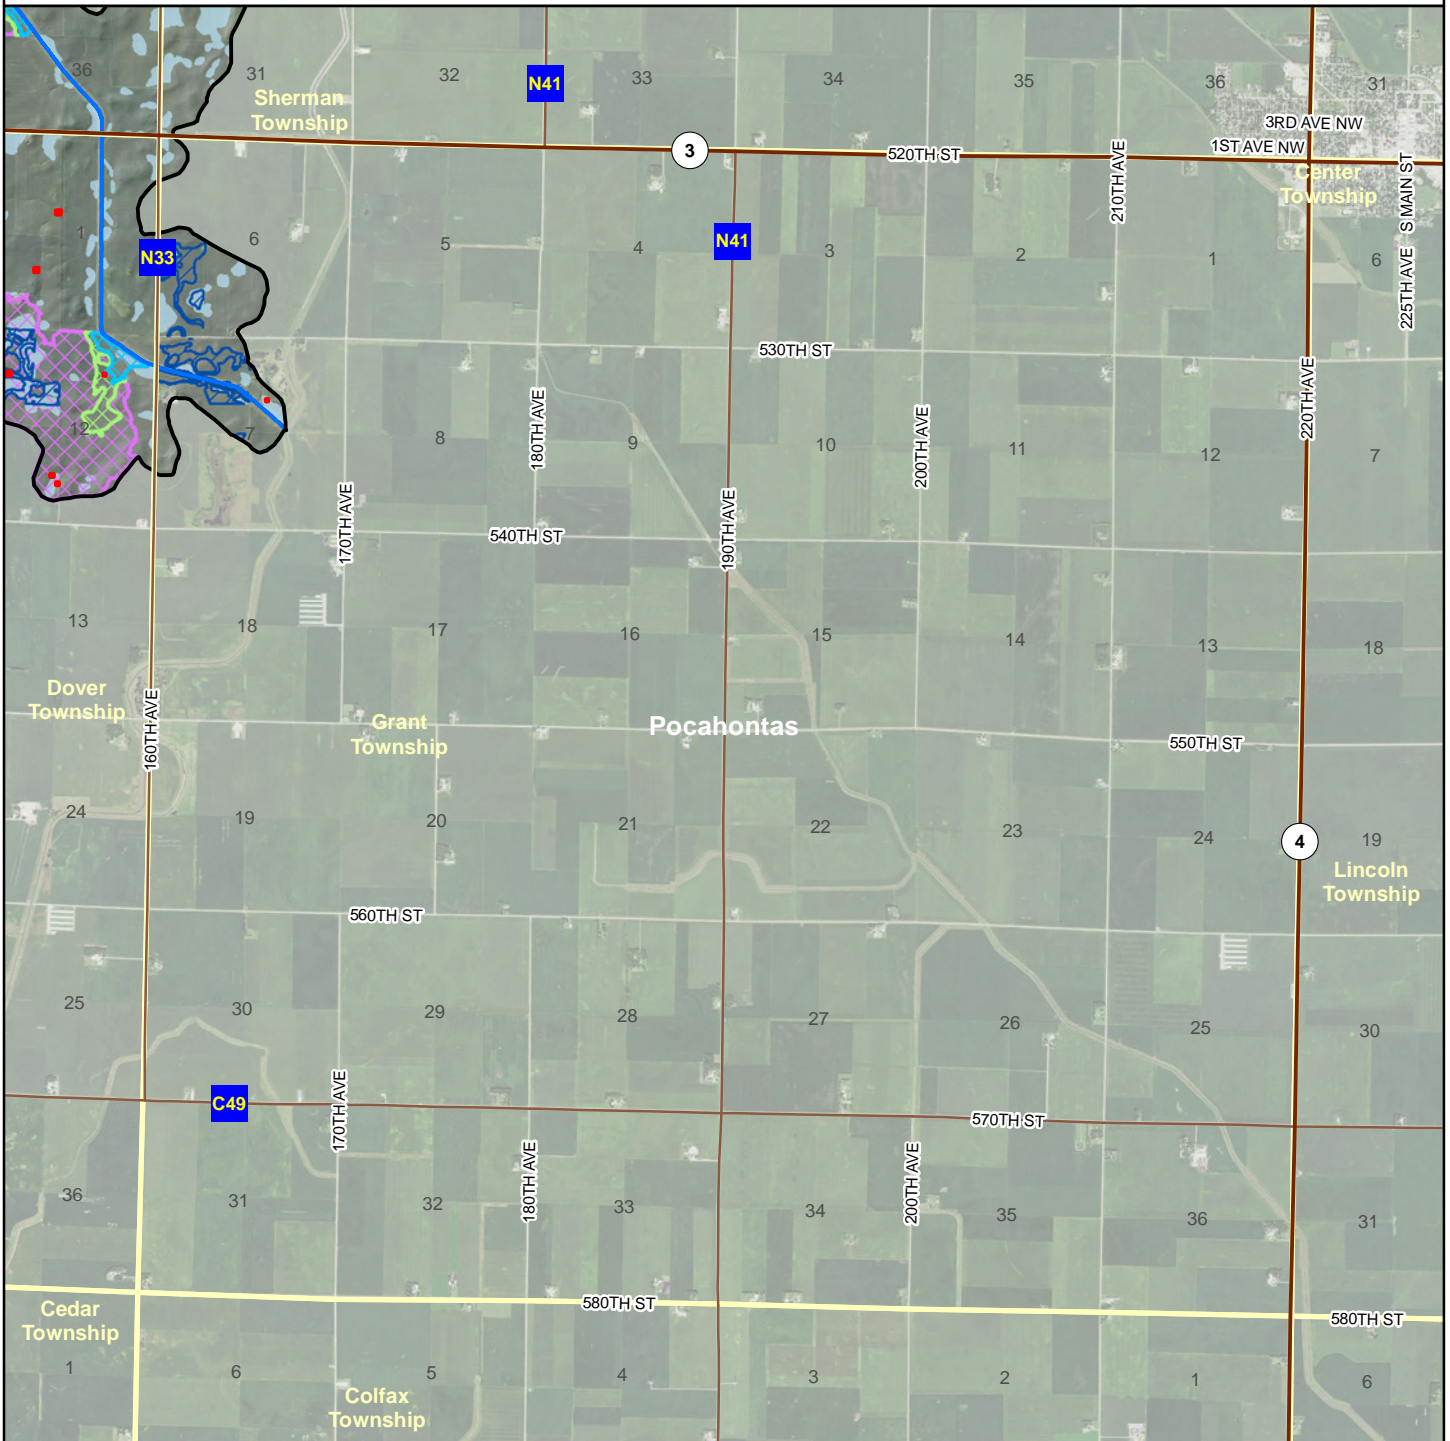 36
31
32
N41
33
34
35
36
31
Sherman
Township
3RD AVE NW
1ST AVE NW
3
520TH ST
210TH AVE
Center
Township
S MAIN ST
1
N33
6
5
4
N41
3
2
1
6
225TH AVE
530TH ST
220TH AVE
12
7
8
180TH AVE
9
10
200TH AVE
11
12
7
170TH AVE
540TH ST
190TH AVE
13
18
17
16
15
14
13
18
Dover
Township
160TH AVE
Grant
Township
Pocahontas
550TH ST
24
19
20
21
22
23
24
4
19
Lincoln
Township
560TH ST
25
30
29
28
27
26
25
30
C49
170TH AVE
570TH ST
36
31
32
180TH AVE
33
34
200TH AVE
35
36
31
Cedar
Township
580TH ST
580TH ST
1
6
5
4
3
2
1
6
Colfax
Township